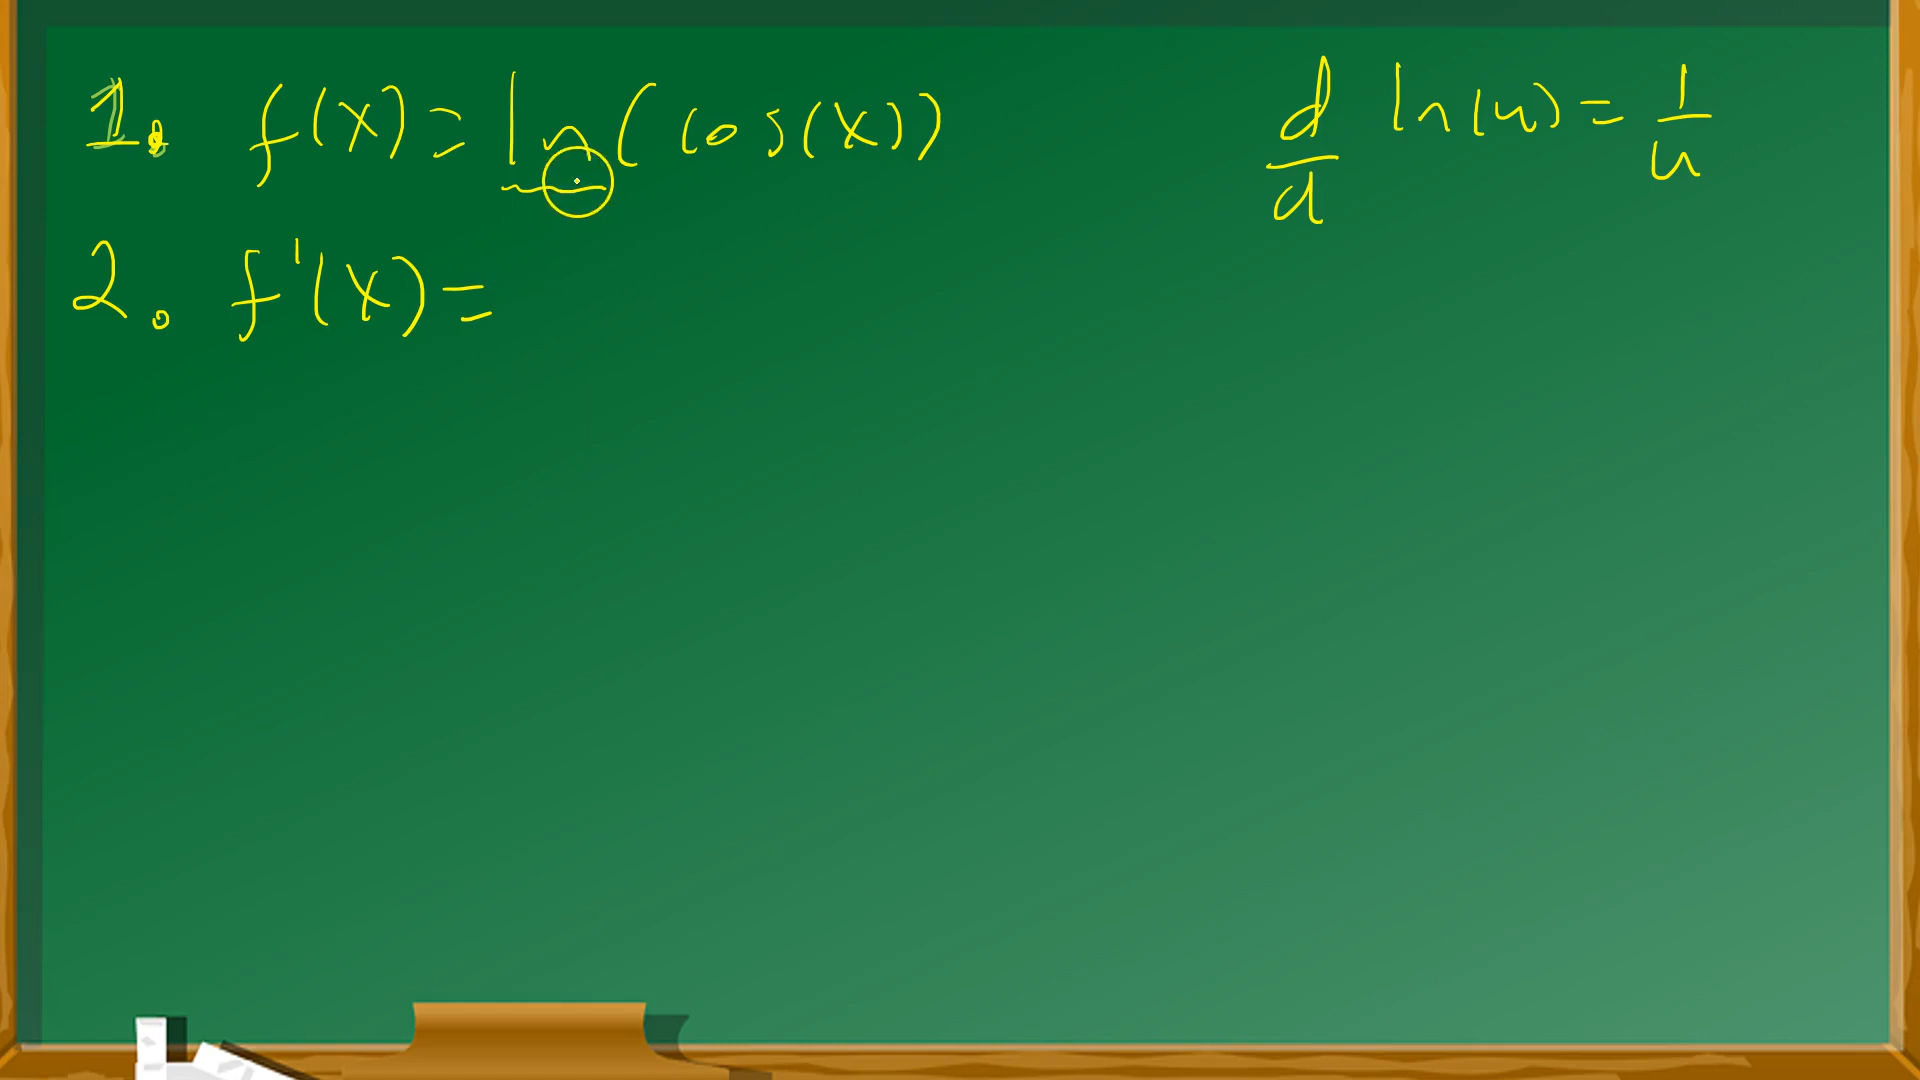 1. f(x) = ln(cos(x))
d/d ln(u) = 1/u
2. f'(x) =